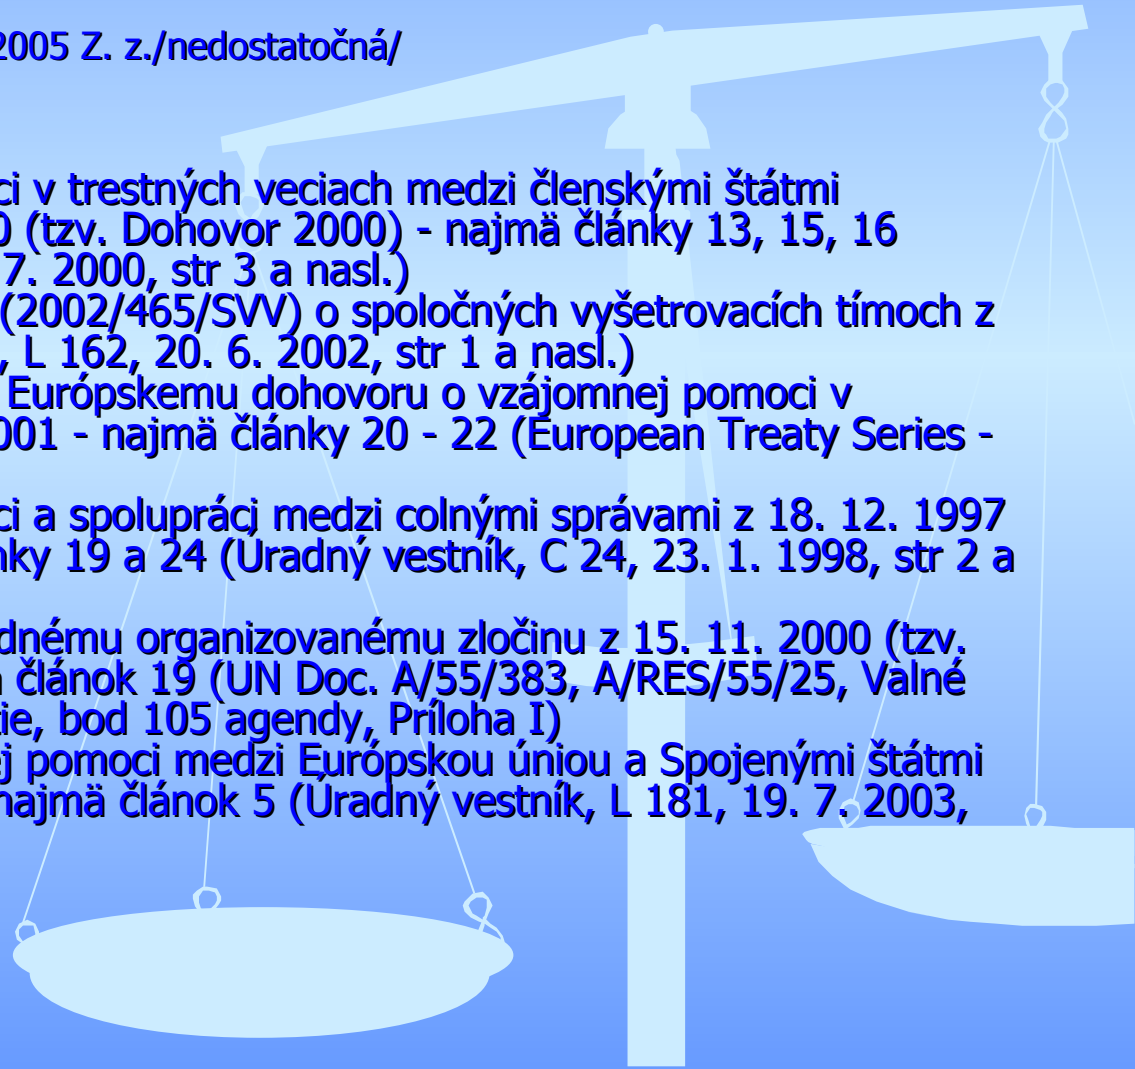 2005 Z. z./nedostatočná/
ci v trestných veciach medzi členskými štátmi
0 (tzv. Dohovor 2000) - najmä články 13, 15, 16
7. 2000, str 3 a nasl.)
(2002/465/SVV) o spoločných vyšetrovacích tímoch z
, L 162, 20. 6. 2002, str 1 a nasl.)
Európskemu dohovoru o vzájomnej pomoci v
001 - najmä články 20 - 22 (European Treaty Series -
ci a spolupráci medzi colnými správami z 18. 12. 1997
nky 19 a 24 (Úradný vestník, C 24, 23. 1. 1998, str 2 a
dnému organizovanému zločinu z 15. 11. 2000 (tzv.
článok 19 (UN Doc. A/55/383, A/RES/55/25, Valné
ie, bod 105 agendy, Príloha I)
ej pomoci medzi Európskou úniou a Spojenými štátmi
najmä článok 5 (Úradný vestník, L 181, 19. 7. 2003,